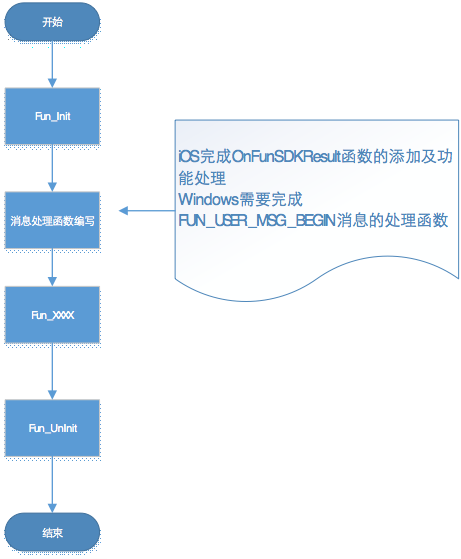 开始
Fun_Init
消息处理函数编写
iOS完成OnFunSDKResult函数的添加及功
能处理
Windows需要完成
FUN_USER_MSG_BEGIN消息的处理函数
Fun_XXXX
Fun_UnInit
结束